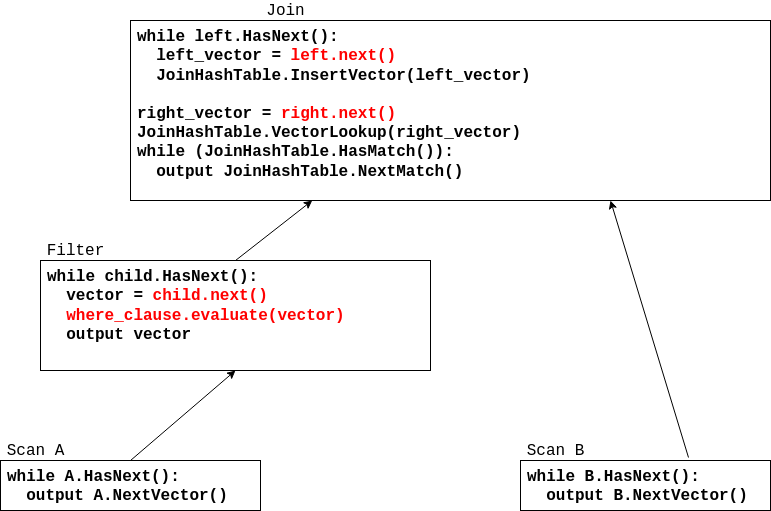 Join
while left.HasNext():
left_vector = left.next()
JoinHashTable.InsertVector(left_vector)
right_vector = right.next()
JoinHashTable.VectorLookup(right_vector)
while (JoinHashTable.HasMatch()):
output JoinHashTable.NextMatch()
Filter
while child.HasNext():
vector = child.next()
where_clause.evaluate(vector)
output vector
Scan A
while A.HasNext():
output A.NextVector()
Scan B
while B.HasNext():
output B.NextVector()